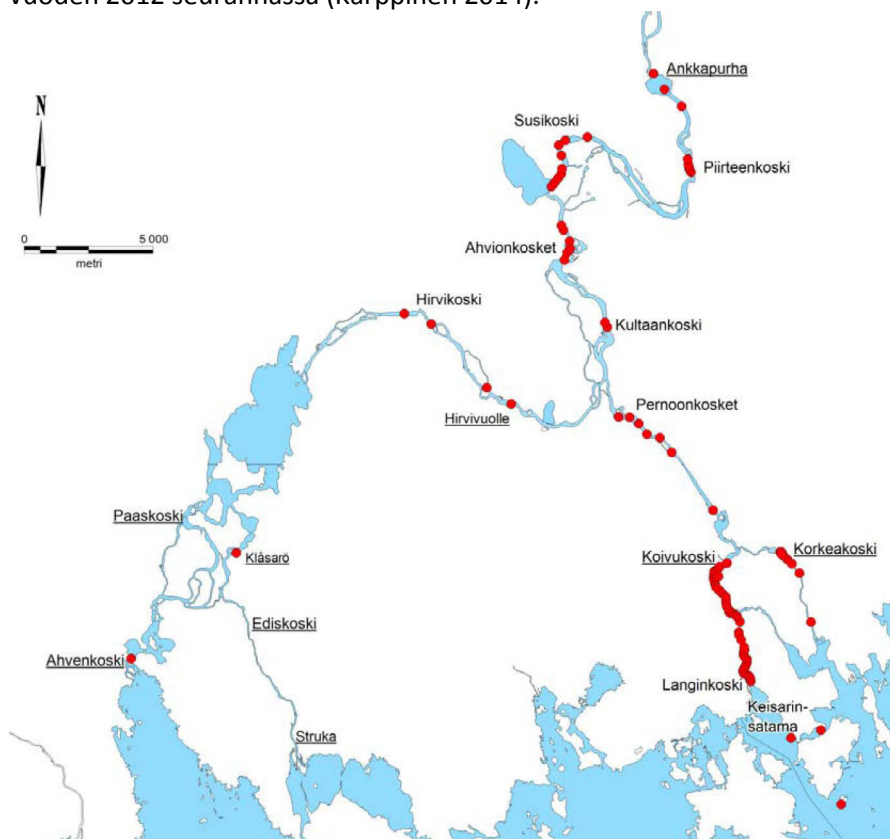 vuoden 2012 seurannassa (Karppinen 2014).
Ankkapurha
N
Susikoski
Piirteenkoski
0 5 000
metri
Ahvionkosket
Hirvikoski
Kultaankoski
Hirvivuolle
Pernoonkosket
Paaskoski
Klåsarö
Koivukoski
Korkeakoski
Ediskoski
Ahvenkoski
Langinkoski
Keisarin-
satama
Struka